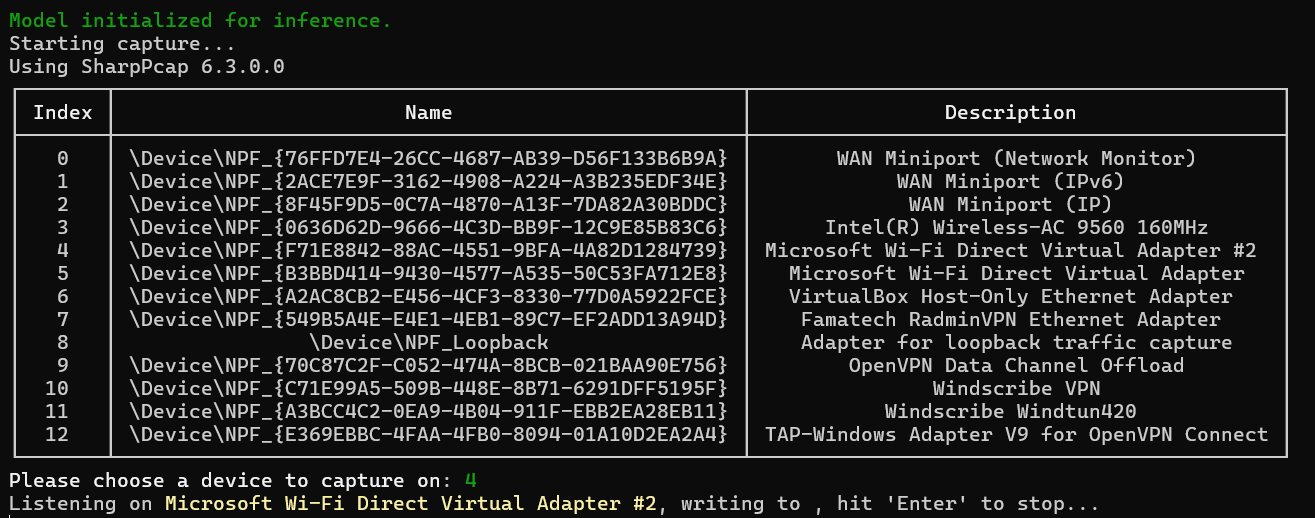 Model initialized for inference.
Starting capture...
Using SharpPcap 6.3.0.0
Index Name Description
0 \Device\NPF_{76FFD7E4-26CC-4687-AB39-D56F133B6B9A} WAN Miniport (Network Monitor)
1 \Device\NPF_{2ACE7E9F-3162-4908-A224-A3B235EDF34E} WAN Miniport (IPv6)
2 \Device\NPF_{8F45F9D5-0C7A-4870-A13F-7DA82A30BDDC} WAN Miniport (IP)
3 \Device\NPF_{0636D62D-9666-4C3D-BB9F-12C9E85B83C6} Intel(R) Wireless-AC 9560 160MHz
4 \Device\NPF_{F71E8842-88AC-4551-9BFA-4A82D1284739} Microsoft Wi-Fi Direct Virtual Adapter #2
5 \Device\NPF_{B3BBD414-9430-4577-A535-50C53FA712E8} Microsoft Wi-Fi Direct Virtual Adapter
6 \Device\NPF_{A2AC8CB2-E456-4CF3-8330-77D0A5922FCE} VirtualBox Host-Only Ethernet Adapter
7 \Device\NPF_{549B5A4E-E4E1-4EB1-89C7-EF2ADD13A94D} Famatech RadminVPN Ethernet Adapter
8 \Device\NPF_Loopback Adapter for loopback traffic capture
9 \Device\NPF_{70C87C2F-C052-474A-8BCB-021BAA90E756} OpenVPN Data Channel Offload
10 \Device\NPF_{C71E99A5-509B-448E-8B71-6291DFF5195F} Windscribe VPN
11 \Device\NPF_{A3BCC4C2-0EA9-4B04-911F-EBB2EA28EB11} Windscribe Windtun420
12 \Device\NPF_{E369EBBC-4FAA-4FB0-8094-01A10D2EA2A4} TAP-Windows Adapter V9 for OpenVPN Connect
Please choose a device to capture on: 4
Listening on Microsoft Wi-Fi Direct Virtual Adapter #2, writing to , hit 'Enter' to stop...